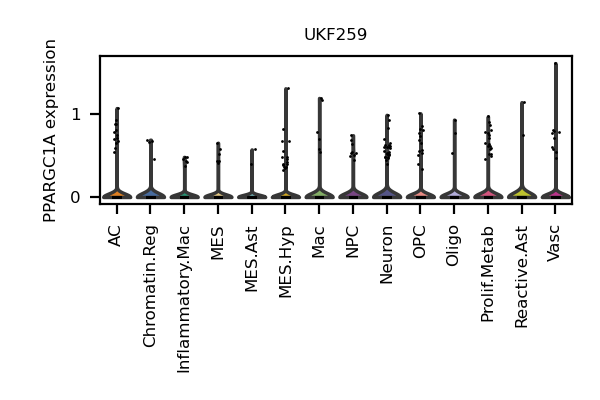 UKF259
PPARGC1A expression
1
0
AC
Chromatin.Reg
Inflammatory.Mac
MES
MES.Ast
MES.Hyp
Mac
NPC
Neuron
OPC
Oligo
Prolif.Metab
Reactive.Ast
Vasc